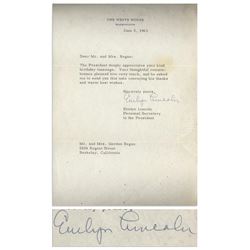 THE WHITE HOUSE
WASHINGTON
June 5, 1963
Dear Mr. and Mrs. Regan:
The President deeply appreciates your kind
birthday message. Your thoughtful remem-
brance pleased him very much, and he asked
me to send you this note conveying his thanks
and warm best wishes.
Sincerely yours,
Evelyn Lincoln
Evelyn Lincoln
Personal Secretary
to the President
Mr. and Mrs. Gordon Regan
Regent Street
Berkeley, California
Evelyn Lincoln